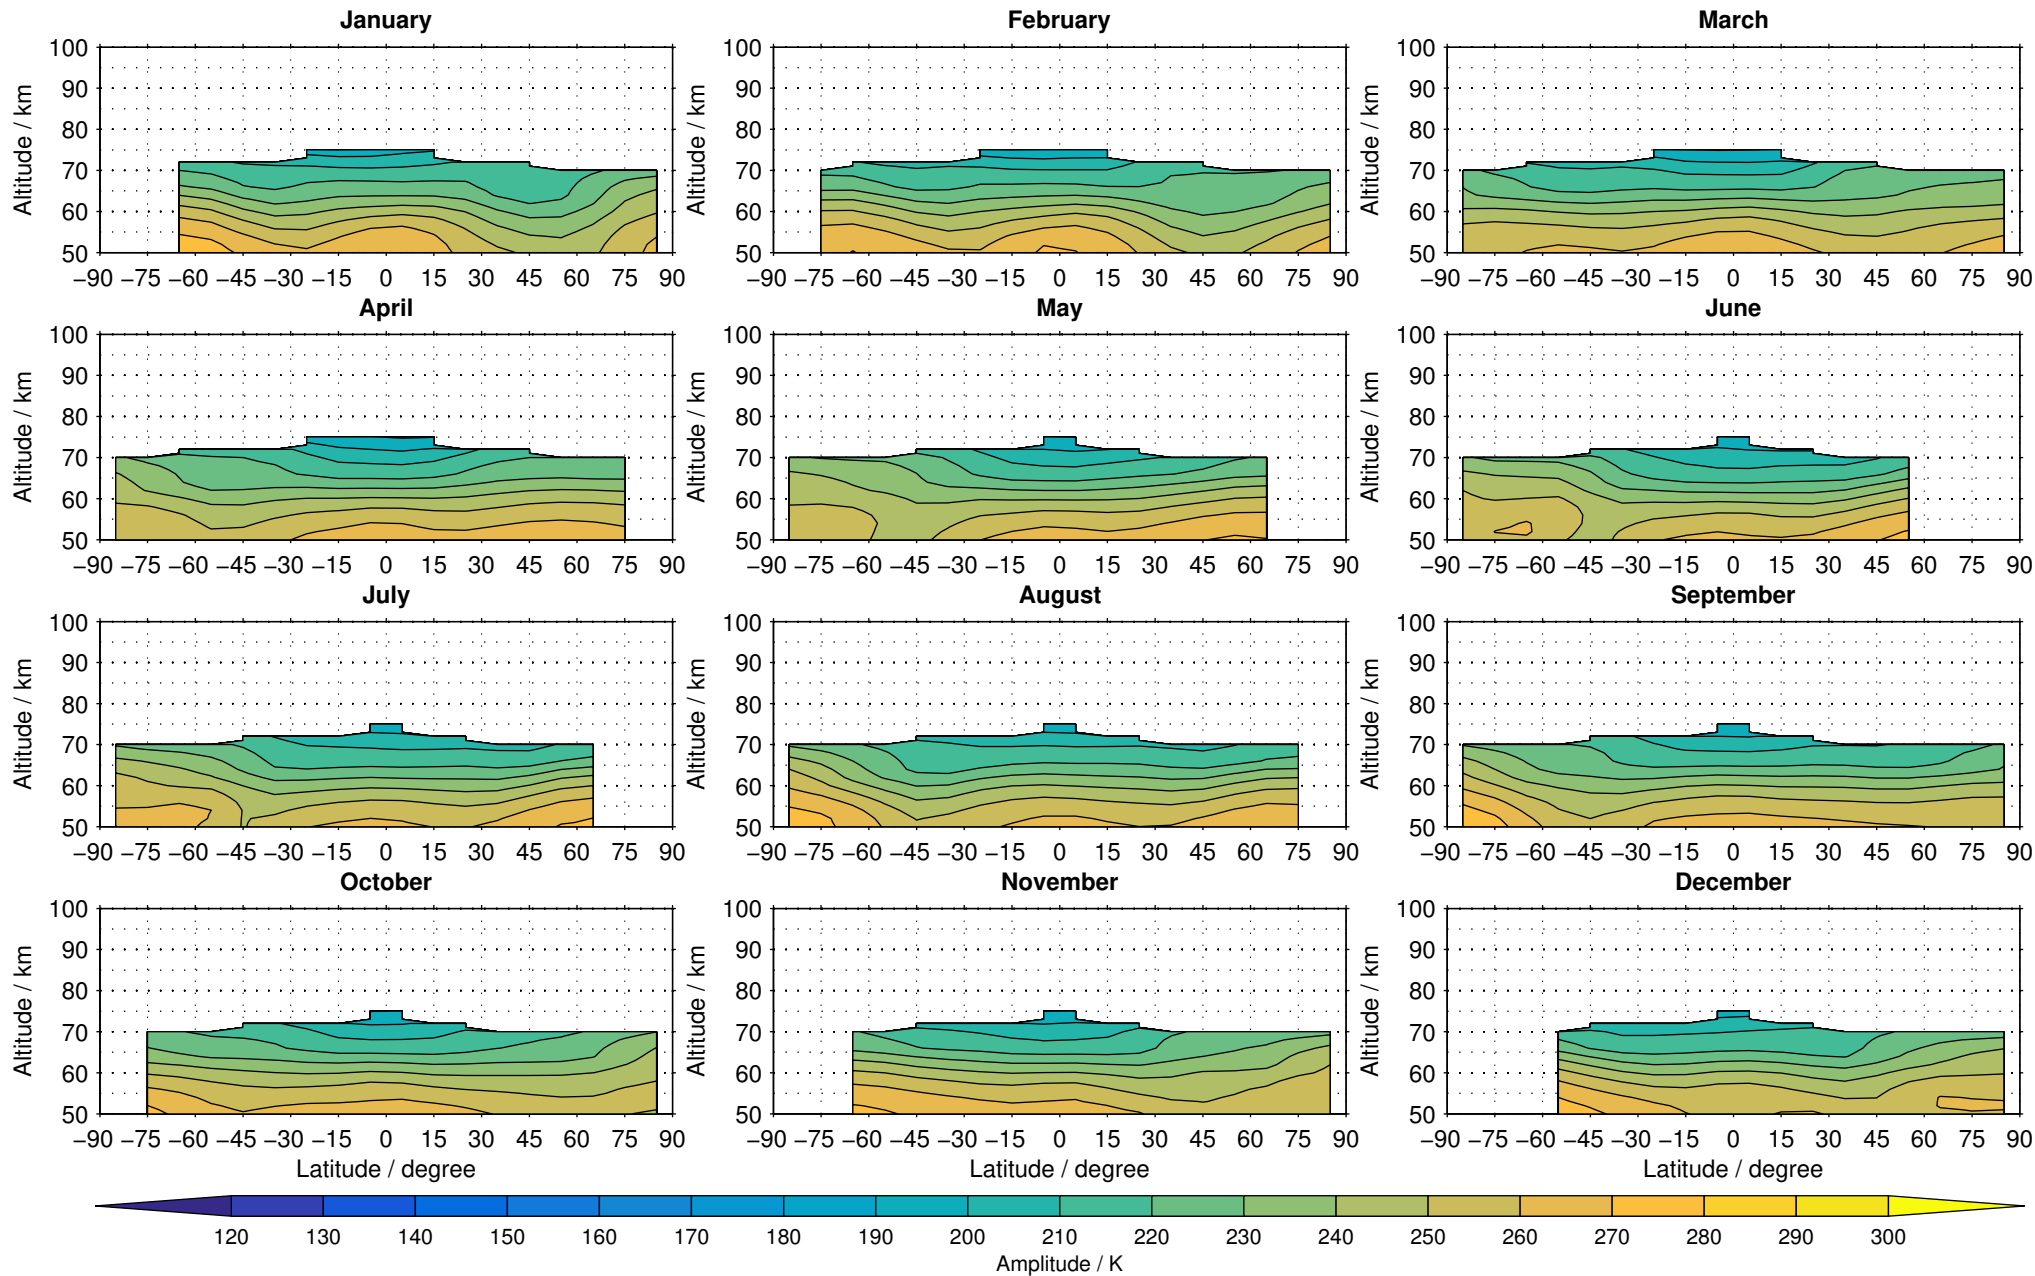 January February March
100 100 100
90 90 90
80 80 80
70 70 70
60 60 60
50 50 50
Altitude / km Altitude / km Altitude / km
−90 −75 −60 −45 −30 −15 0 15 30 45 60 75 90 −90 −75 −60 −45 −30 −15 0 15 30 45 60 75 90 −90 −75 −60 −45 −30 −15 0 15 30 45 60 75 90
April May June
100 100 100
90 90 90
80 80 80
70 70 70
60 60 60
50 50 50
Altitude / km Altitude / km Altitude / km
−90 −75 −60 −45 −30 −15 0 15 30 45 60 75 90 −90 −75 −60 −45 −30 −15 0 15 30 45 60 75 90 −90 −75 −60 −45 −30 −15 0 15 30 45 60 75 90
July August September
100 100 100
90 90 90
80 80 80
70 70 70
60 60 60
50 50 50
Altitude / km Altitude / km Altitude / km
−90 −75 −60 −45 −30 −15 0 15 30 45 60 75 90 −90 −75 −60 −45 −30 −15 0 15 30 45 60 75 90 −90 −75 −60 −45 −30 −15 0 15 30 45 60 75 90
October November December
100 100 100
90 90 90
80 80 80
70 70 70
60 60 60
50 50 50
Altitude / km Altitude / km Altitude / km
−90 −75 −60 −45 −30 −15 0 15 30 45 60 75 90 −90 −75 −60 −45 −30 −15 0 15 30 45 60 75 90 −90 −75 −60 −45 −30 −15 0 15 30 45 60 75 90
Latitude / degree Latitude / degree Latitude / degree
120 130 140 150 160 170 180 190 200 210 220 230 240 250 260 270 280 290 300
Amplitude / K